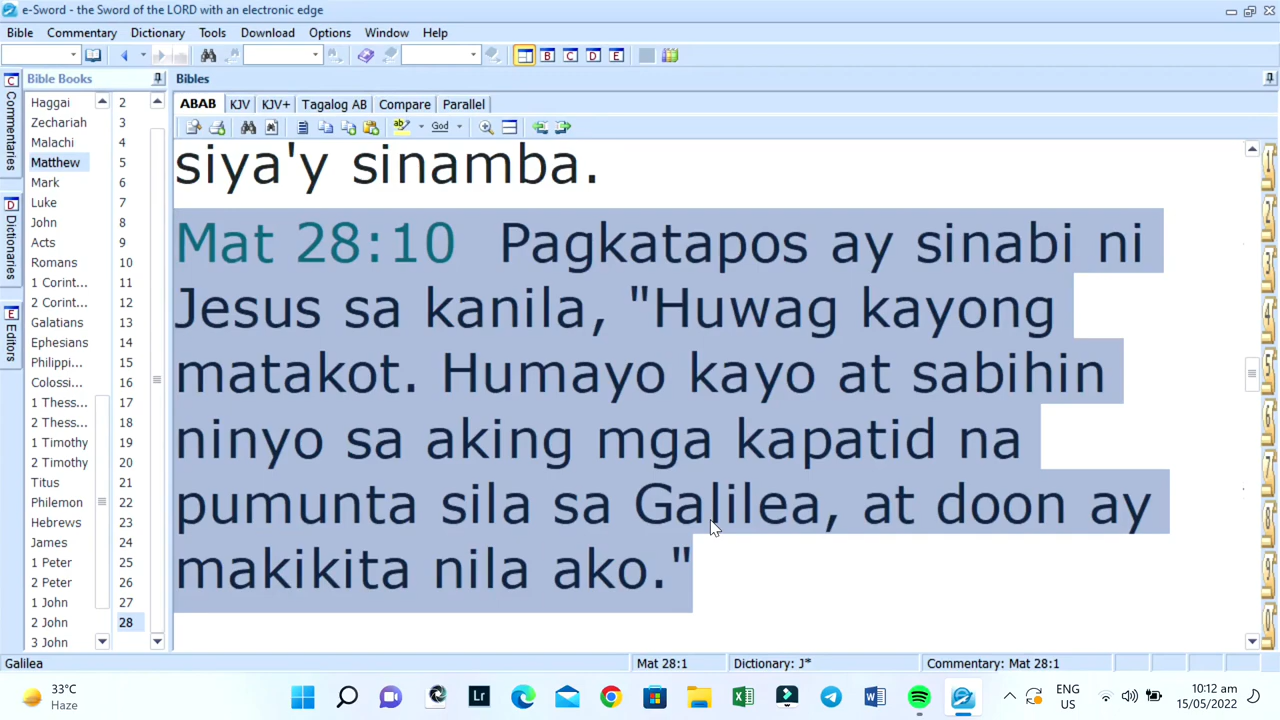 e-Sword - the Sword of the LORD with an electronic edge
Bible Commentary Dictionary Tools Download Options Window Help
B C D E
Bible Books
Bibles
ABAB KJV KJV+ Tagalog AB Compare Parallel
God
Commentaries
Dictionaries
Editors
Haggai 2
Zechariah 3
Malachi 4
Matthew 5
Mark 6
Luke 7
John 8
Acts 9
Romans 10
1 Corint... 11
2 Corint... 12
Galatians 13
Ephesians 14
Philippi... 15
Colossi... 16
1 Thess... 17
2 Thess... 18
1 Timothy 19
2 Timothy 20
Titus 21
Philemon 22
Hebrews 23
James 24
1 Peter 25
2 Peter 26
1 John 27
2 John 28
3 John
siya'y sinamba.
Mat 28:10 Pagkatapos ay sinabi ni
Jesus sa kanila, "Huwag kayong
matakot. Humayo kayo at sabihin
ninyo sa aking mga kapatid na
pumunta sila sa Galilea, at doon ay
makikita nila ako."
Galilea
Mat 28:1
Dictionary: J*
Commentary: Mat 28:1
33°C
Haze
Lr
ENG
US
10:12 am
15/05/2022